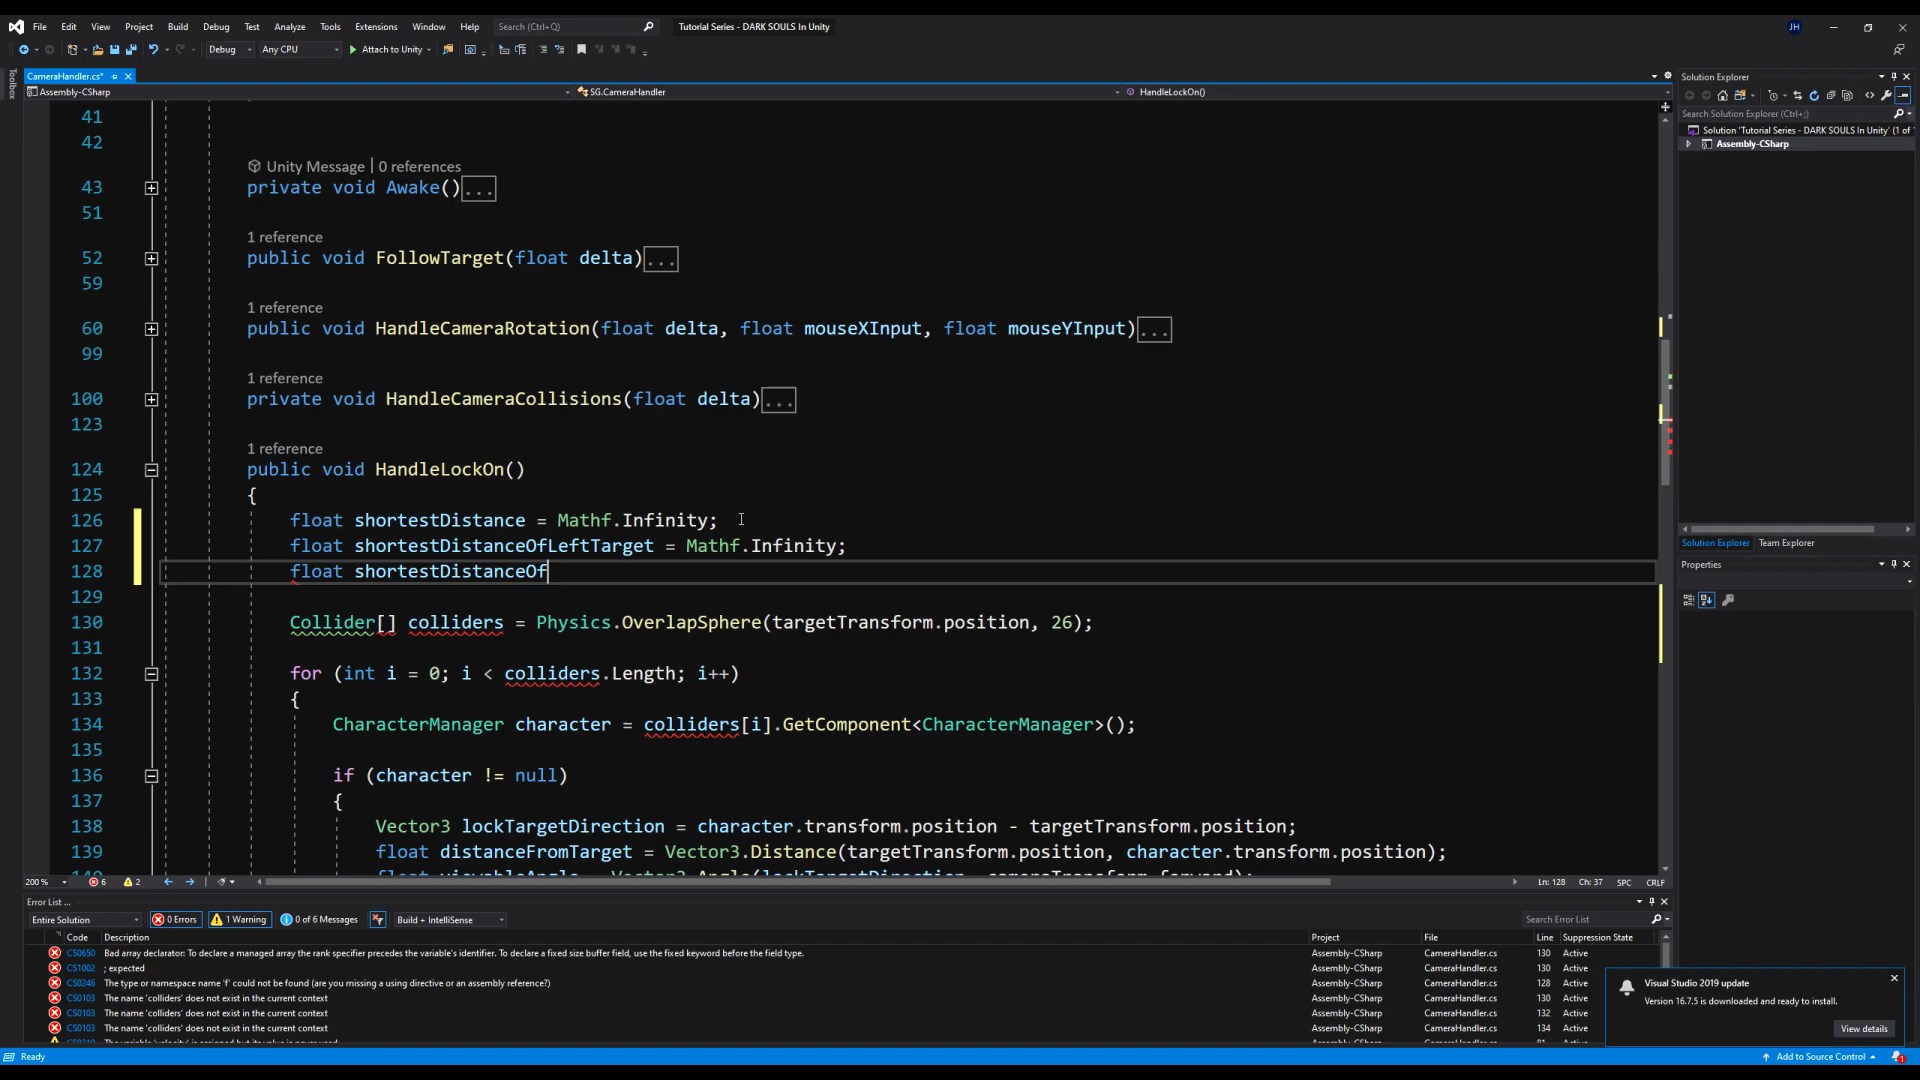 File Edit View Project Build Debug Test Analyze Tools Extensions Window Help Search (Ctrl+Q) Tutorial Series - DARK SOULS In Unity JH
Debug Any CPU Attach to Unity
Toolbox
CameraHandler.cs*
Assembly-CSharp SG.CameraHandler HandleLockOn()
41
42
Unity Message | 0 references
43 private void Awake()...
51
1 reference
52 public void FollowTarget(float delta)...
59
1 reference
60 public void HandleCameraRotation(float delta, float mouseXInput, float mouseYInput)...
99
1 reference
100 private void HandleCameraCollisions(float delta)...
123
1 reference
124 public void HandleLockOn()
125 {
126 float shortestDistance = Mathf.Infinity;
127 float shortestDistanceOfLeftTarget = Mathf.Infinity;
128 float shortestDistanceOf
129
130 Collider[] colliders = Physics.OverlapSphere(targetTransform.position, 26);
131
132 for (int i = 0; i < colliders.Length; i++)
133 {
134 CharacterManager character = colliders[i].GetComponent<CharacterManager>();
135
136 if (character != null)
137 {
138 Vector3 lockTargetDirection = character.transform.position - targetTransform.position;
139 float distanceFromTarget = Vector3.Distance(targetTransform.position, character.transform.position);
200 % 6 2 Ln: 128 Ch: 37 SPC CRLF
Solution Explorer
Search Solution Explorer (Ctrl+;)
Solution 'Tutorial Series - DARK SOULS In Unity' (1 of
Assembly-CSharp
Solution Explorer Team Explorer
Properties
Error List ...
Entire Solution 0 Errors 1 Warning 0 of 6 Messages Build + IntelliSense Search Error List
Code Description Project File Line Suppression State
CS0650 Bad array declarator: To declare a managed array the rank specifier precedes the variable's identifier. To declare a fixed size buffer field, use the fixed keyword before the field type. Assembly-CSharp CameraHandler.cs 130 Active
CS1002 ; expected Assembly-CSharp CameraHandler.cs 130 Active
CS0246 The type or namespace name 'f' could not be found (are you missing a using directive or an assembly reference?) Assembly-CSharp CameraHandler.cs 128 Active
CS0103 The name 'colliders' does not exist in the current context Assembly-CSharp CameraHandler.cs 130 Active
CS0103 The name 'colliders' does not exist in the current context Assembly-CSharp CameraHandler.cs 132 Active
CS0103 The name 'colliders' does not exist in the current context Assembly-CSharp CameraHandler.cs 134 Active
Visual Studio 2019 update
Version 16.7.5 is downloaded and ready to install.
View details
Ready Add to Source Control 1